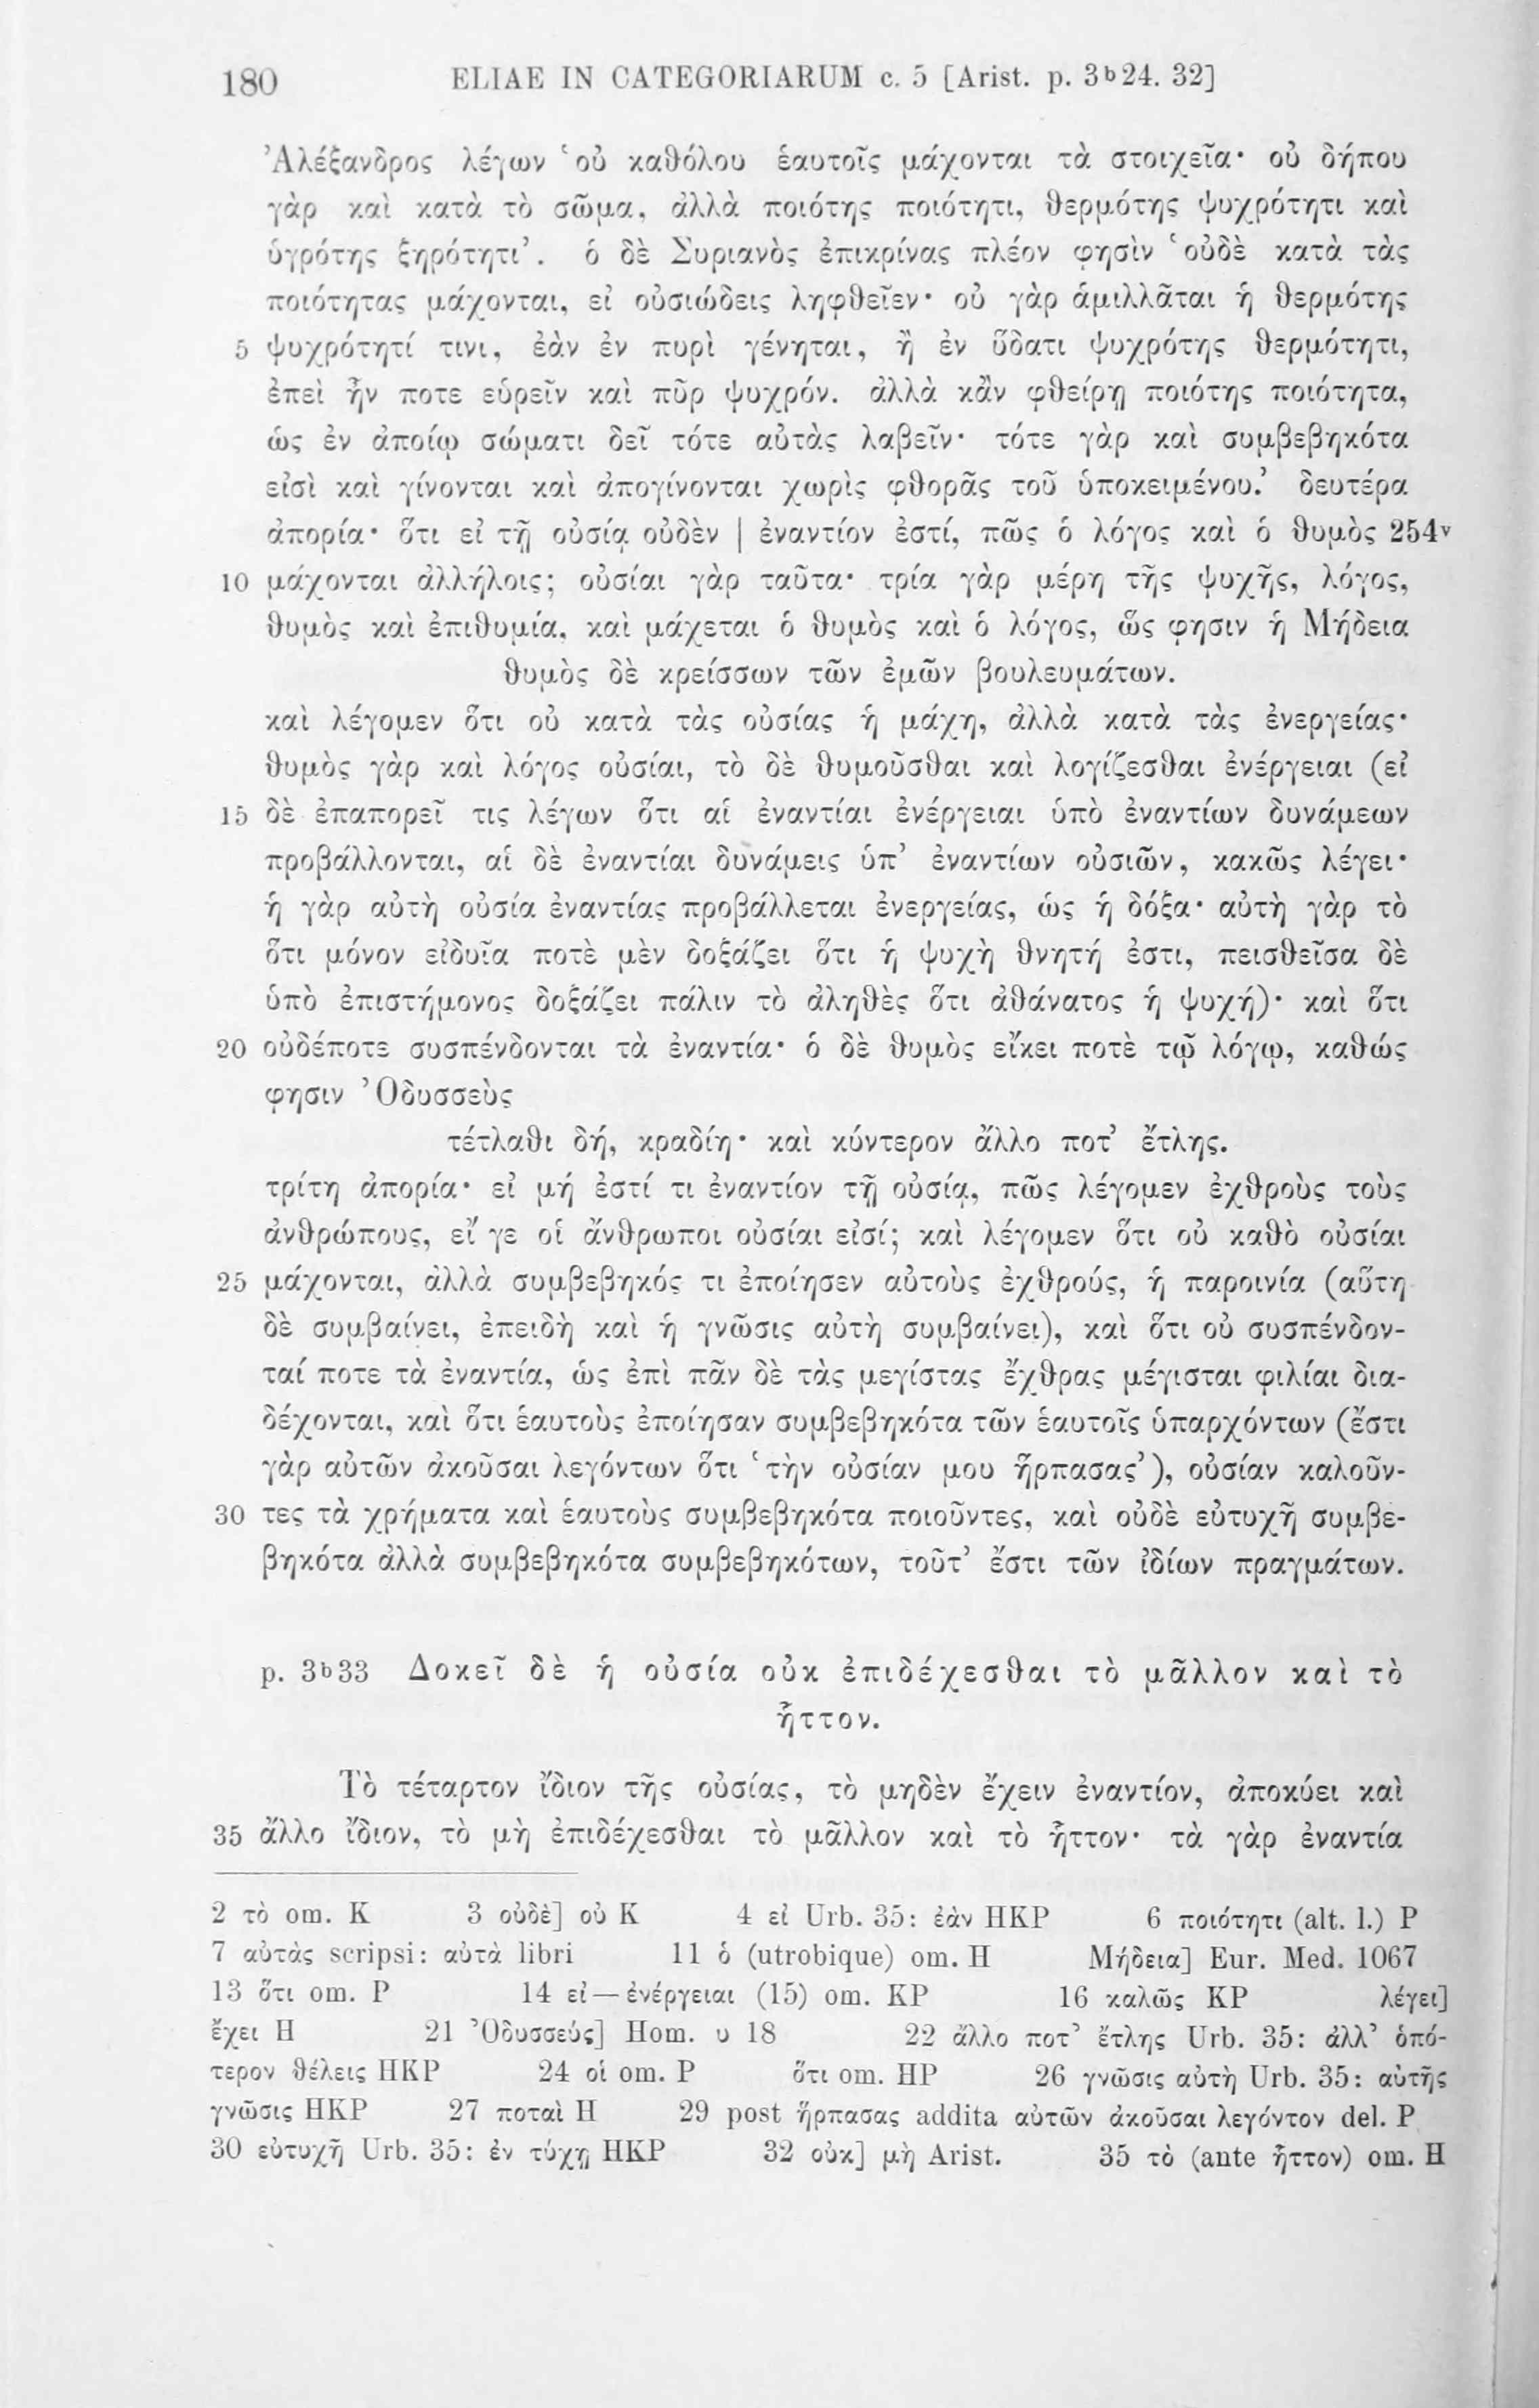 180 ELIAE IN CATEGORIARUM c. 5 [Arist. p. 3b24. 32]
Ἀλέξανδρος λέγων ‘οὐ καθόλου ἑαυτοῖς μάχονται τὰ στοιχεῖα· οὐ δήπου
γὰρ καὶ κατὰ τὸ σῶμα, ἀλλὰ ποιότης ποιότητι, θερμότης ψυχρότητι καὶ
ὑγρότης ξηρότητι’. ὁ δὲ Συριανὸς ἐπικρίνας πλέον φησὶν ‘οὐδὲ κατὰ τὰς
ποιότητας μάχονται, εἰ οὐσιώδεις ληφθεῖεν· οὐ γὰρ ἁμιλλᾶται ἡ θερμότης
5 ψυχρότητί τινι, ἐὰν ἐν πυρὶ γένηται, ἢ ἐν ὕδατι ψυχρότης θερμότητι,
ἐπεὶ ἦν ποτε εὑρεῖν καὶ πῦρ ψυχρόν. ἀλλὰ κἂν φθείρῃ ποιότης ποιότητα,
ὡς ἐν ἀποίῳ σώματι δεῖ τότε αὐτὰς λαβεῖν· τότε γὰρ καὶ συμβεβηκότα
εἰσὶ καὶ γίνονται καὶ ἀπογίνονται χωρὶς φθορᾶς τοῦ ὑποκειμένου.’ δευτέρα
ἀπορία· ὅτι εἰ τῇ οὐσίᾳ οὐδὲν | ἐναντίον ἐστί, πῶς ὁ λόγος καὶ ὁ θυμὸς 254v
10 μάχονται ἀλλήλοις; οὐσίαι γὰρ ταῦτα· τρία γὰρ μέρη τῆς ψυχῆς, λόγος,
θυμὸς καὶ ἐπιθυμία, καὶ μάχεται ὁ θυμὸς καὶ ὁ λόγος, ὥς φησιν ἡ Μήδεια
θυμὸς δὲ κρείσσων τῶν ἐμῶν βουλευμάτων.
καὶ λέγομεν ὅτι οὐ κατὰ τὰς οὐσίας ἡ μάχη, ἀλλὰ κατὰ τὰς ἐνεργείας·
θυμὸς γὰρ καὶ λόγος οὐσίαι, τὸ δὲ θυμοῦσθαι καὶ λογίζεσθαι ἐνέργειαι (εἰ
15 δὲ ἐπαπορεῖ τις λέγων ὅτι αἱ ἐναντίαι ἐνέργειαι ὑπὸ ἐναντίων δυνάμεων
προβάλλονται, αἱ δὲ ἐναντίαι δυνάμεις ὑπ’ ἐναντίων οὐσιῶν, κακῶς λέγει·
ἡ γὰρ αὐτὴ οὐσία ἐναντίας προβάλλεται ἐνεργείας, ὡς ἡ δόξα· αὐτὴ γὰρ τὸ
ὅτι μόνον εἰδυῖα ποτὲ μὲν δοξάζει ὅτι ἡ ψυχὴ θνητή ἐστι, πεισθεῖσα δὲ
ὑπὸ ἐπιστήμονος δοξάζει πάλιν τὸ ἀληθὲς ὅτι ἀθάνατος ἡ ψυχή)· καὶ ὅτι
20 οὐδέποτε συσπένδονται τὰ ἐναντία· ὁ δὲ θυμὸς εἴκει ποτὲ τῷ λόγῳ, καθώς
φησιν Ὀδυσσεὺς
τέτλαθι δή, κραδίη· καὶ κύντερον ἄλλο ποτ’ ἔτλης.
τρίτη ἀπορία· εἰ μή ἐστί τι ἐναντίον τῇ οὐσίᾳ, πῶς λέγομεν ἐχθροὺς τοὺς
ἀνθρώπους, εἴ γε οἱ ἄνθρωποι οὐσίαι εἰσί; καὶ λέγομεν ὅτι οὐ καθὸ οὐσίαι
25 μάχονται, ἀλλὰ συμβεβηκός τι ἐποίησεν αὐτοὺς ἐχθρούς, ἡ παροινία (αὕτη
δὲ συμβαίνει, ἐπειδὴ καὶ ἡ γνῶσις αὐτὴ συμβαίνει), καὶ ὅτι οὐ συσπένδον-
ταί ποτε τὰ ἐναντία, ὡς ἐπὶ πᾶν δὲ τὰς μεγίστας ἔχθρας μέγισται φιλίαι δια-
δέχονται, καὶ ὅτι ἑαυτοὺς ἐποίησαν συμβεβηκότα τῶν ἑαυτοῖς ὑπαρχόντων (ἔστι
γὰρ αὐτῶν ἀκοῦσαι λεγόντων ὅτι ‘τὴν οὐσίαν μου ἥρπασας’), οὐσίαν καλοῦν-
30 τες τὰ χρήματα καὶ ἑαυτοὺς συμβεβηκότα ποιοῦντες, καὶ οὐδὲ εὐτυχῆ συμβε-
βηκότα ἀλλὰ συμβεβηκότα συμβεβηκότων, τοῦτ’ ἔστι τῶν ἰδίων πραγμάτων.
p. 3b33 Δοκεῖ δὲ ἡ οὐσία οὐκ ἐπιδέχεσθαι τὸ μᾶλλον καὶ τὸ
ἧττον.
Τὸ τέταρτον ἴδιον τῆς οὐσίας, τὸ μηδὲν ἔχειν ἐναντίον, ἀποκύει καὶ
35 ἄλλο ἴδιον, τὸ μὴ ἐπιδέχεσθαι τὸ μᾶλλον καὶ τὸ ἧττον· τὰ γὰρ ἐναντία
2 τὸ om. K 3 οὐδὲ] οὐ K 4 εἰ Urb. 35: ἐὰν HKP 6 ποιότητι (alt. l.) P
7 αὐτὰς scripsi: αὐτὰ libri 11 ὁ (utrobique) om. H Μήδεια] Eur. Med. 1067
13 ὅτι om. P 14 εἰ — ἐνέργειαι (15) om. KP 16 καλῶς KP λέγει]
ἔχει H 21 Ὀδυσσεύς] Hom. υ 18 22 ἄλλο ποτ’ ἔτλης Urb. 35: ἀλλ’ ὁπό-
τερον θέλεις HKP 24 οἱ om. P ὅτι om. HP 26 γνῶσις αὐτὴ Urb. 35: αὐτῆς
γνῶσις HKP 27 ποταὶ H 29 post ἥρπασας addita αὐτῶν ἀκοῦσαι λεγόντον del. P
30 εὐτυχῆ Urb. 35: ἐν τύχῃ HKP 32 οὐκ] μὴ Arist. 35 τὸ (ante ἧττον) om. H